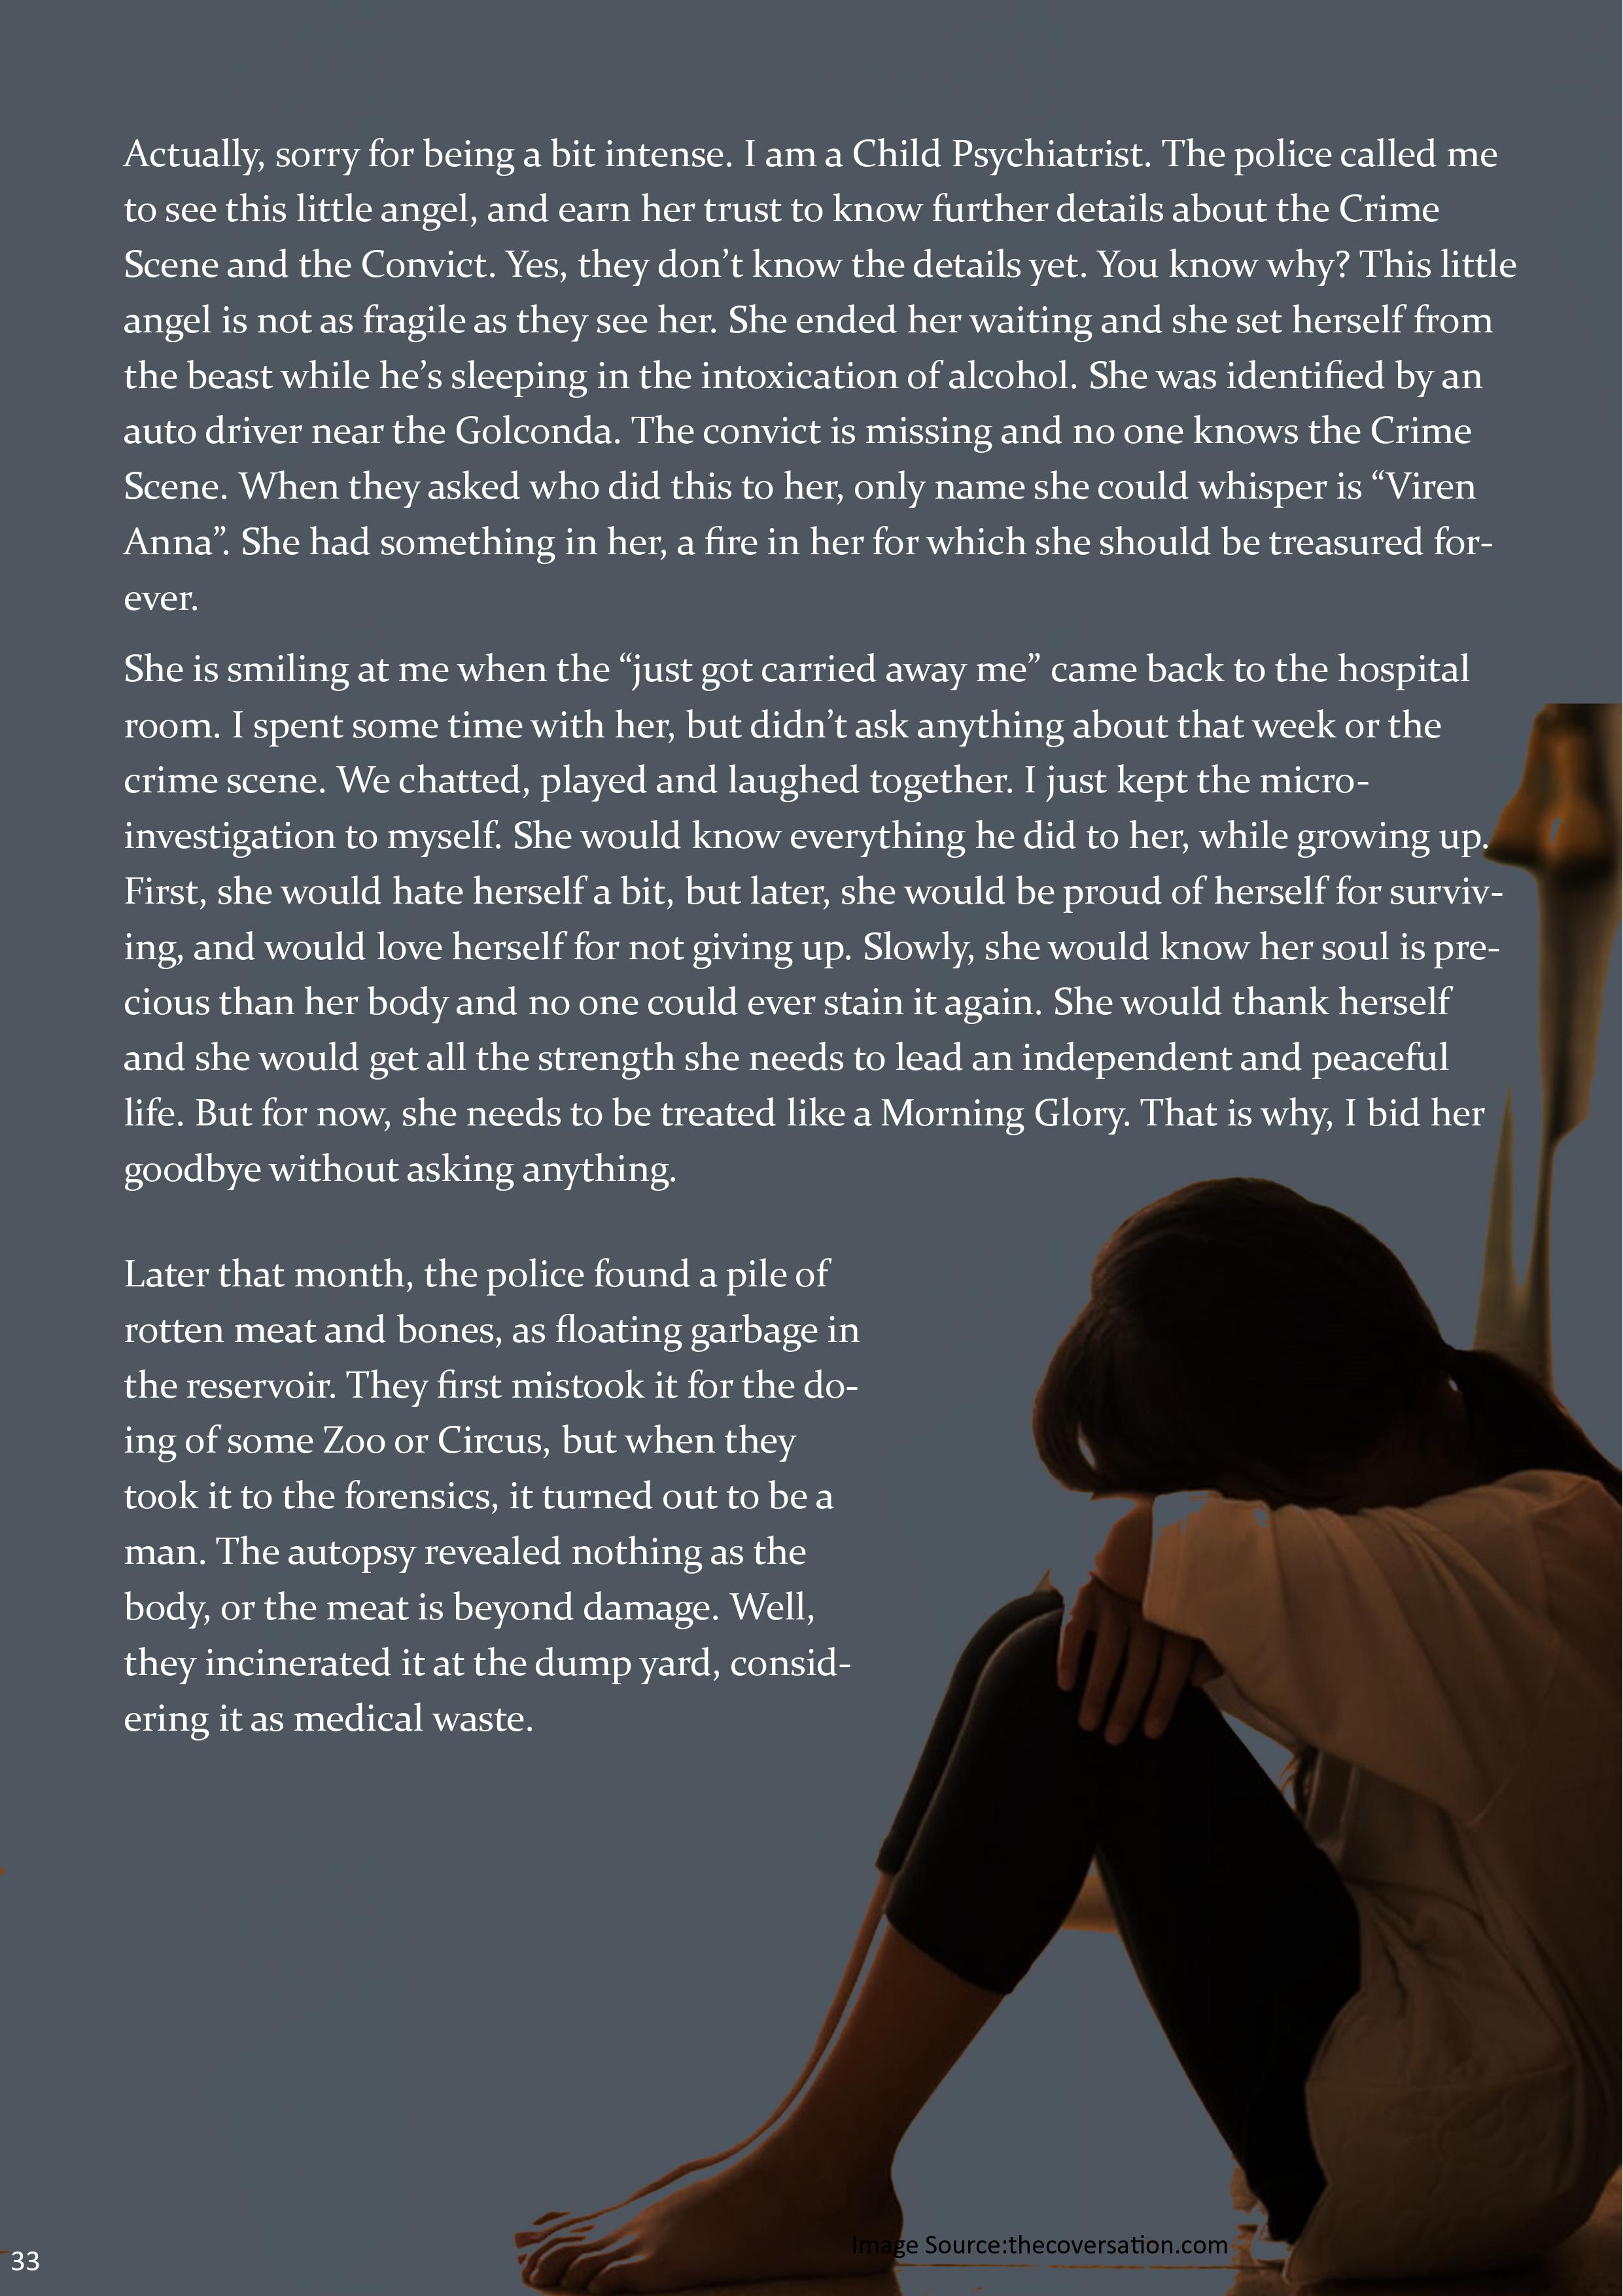 Actually, sorry for being a bit intense. I am a Child Psychiatrist. The police called me
to see this little angel, and earn her trust to know further details about the Crime
Scene and the Convict. Yes, they don’t know the details yet. You know why? This little
angel is not as fragile as they see her. She ended her waiting and she set herself from
the beast while he’s sleeping in the intoxication of alcohol. She was identified by an
auto driver near the Golconda. The convict is missing and no one knows the Crime
Scene. When they asked who did this to her, only name she could whisper is “Viren
Anna”. She had something in her, a fire in her for which she should be treasured for-
ever.
She is smiling at me when the “just got carried away me” came back to the hospital
room. I spent some time with her, but didn’t ask anything about that week or the
crime scene. We chatted, played and laughed together. I just kept the micro-
investigation to myself. She would know everything he did to her, while growing up.
First, she would hate herself a bit, but later, she would be proud of herself for surviv-
ing, and would love herself for not giving up. Slowly, she would know her soul is pre-
cious than her body and no one could ever stain it again. She would thank herself
and she would get all the strength she needs to lead an independent and peaceful
life. But for now, she needs to be treated like a Morning Glory. That is why, I bid her
goodbye without asking anything.
Later that month, the police found a pile of
rotten meat and bones, as floating garbage in
the reservoir. They first mistook it for the do-
ing of some Zoo or Circus, but when they
took it to the forensics, it turned out to be a
man. The autopsy revealed nothing as the
body, or the meat is beyond damage. Well,
they incinerated it at the dump yard, consid-
ering it as medical waste.
Image Source:thecoversation.com
33